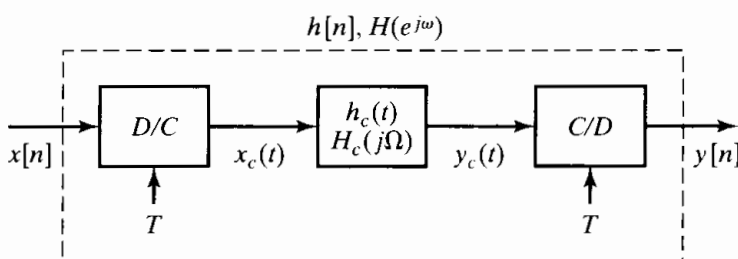 h[n], H(e^{jω})
D/C
h_c(t)
H_c(jΩ)
C/D
x[n]
x_c(t)
y_c(t)
y[n]
T
T